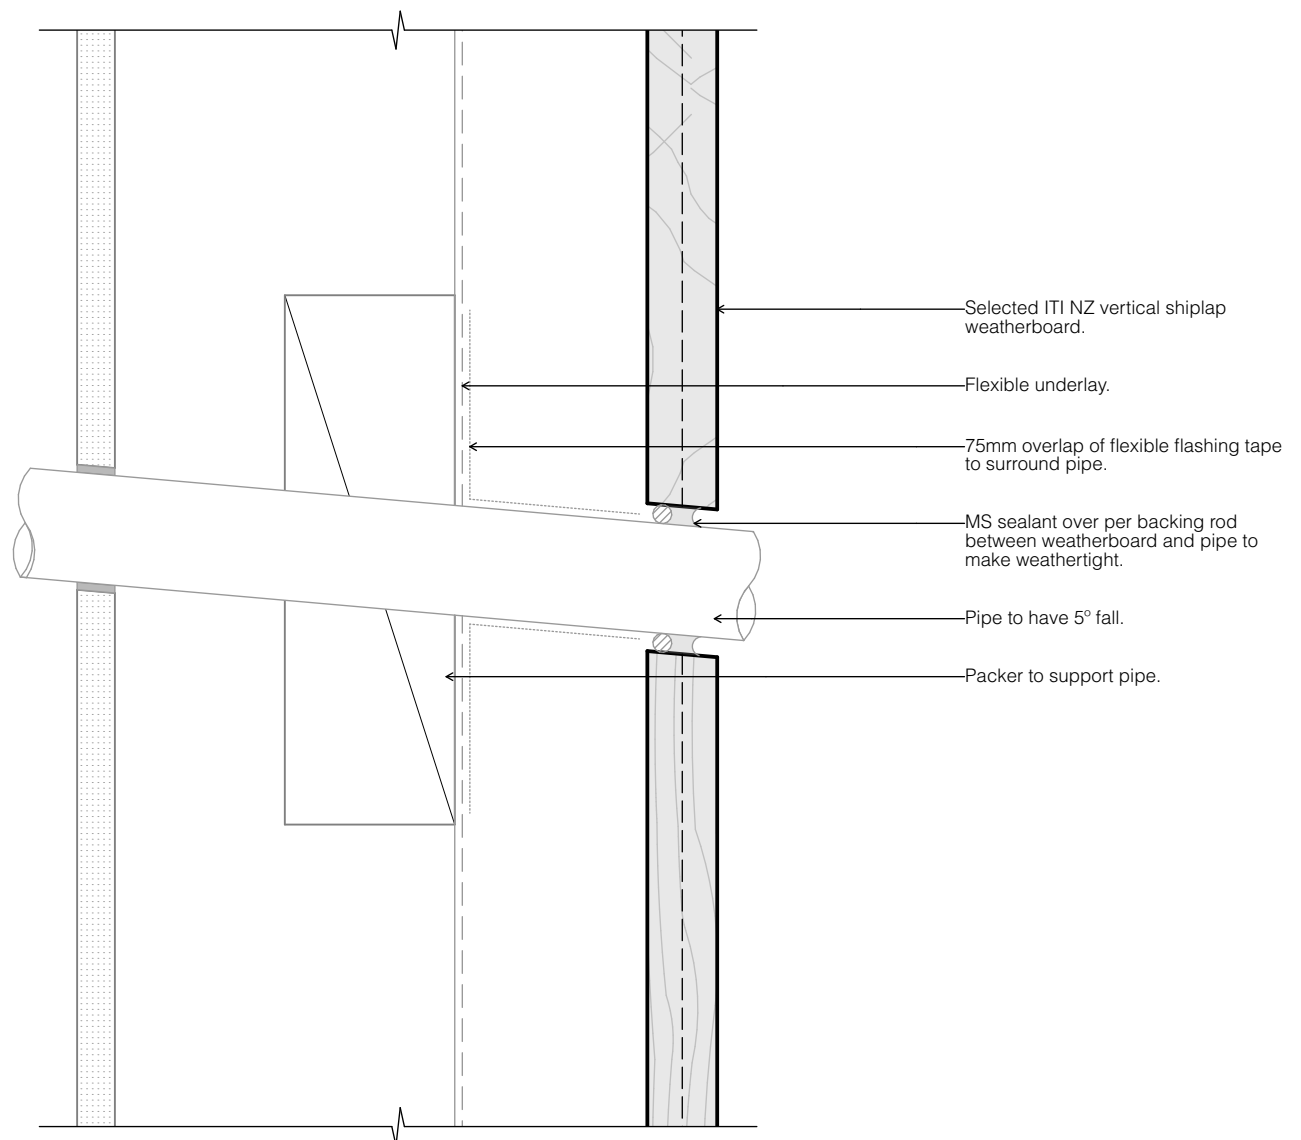 Selected ITI NZ vertical shiplap
weatherboard.
Flexible underlay.
75mm overlap of flexible flashing tape
to surround pipe.
MS sealant over per backing rod
between weatherboard and pipe to
make weathertight.
Pipe to have 5° fall.
Packer to support pipe.